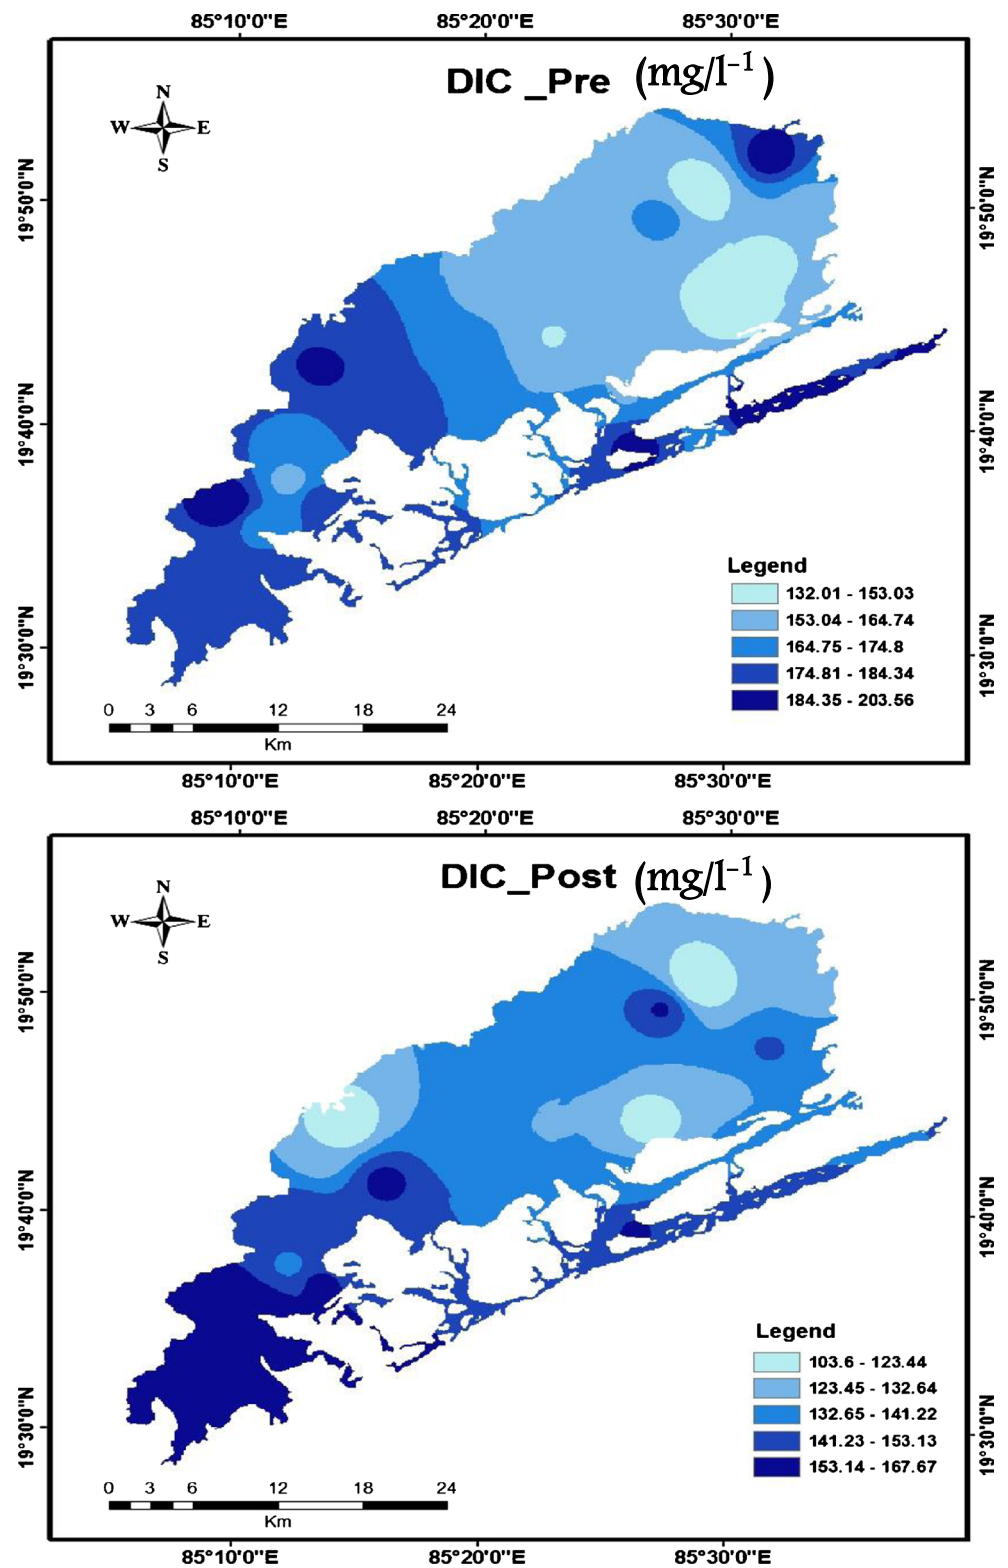 85°10'0"E 85°20'0"E 85°30'0"E
DIC _Pre (mg/l⁻¹)
N
W E
S
19°50'0"N 19°50'0"N
19°40'0"N 19°40'0"N
19°30'0"N 19°30'0"N
Legend
132.01 - 153.03
153.04 - 164.74
164.75 - 174.8
174.81 - 184.34
184.35 - 203.56
0 3 6 12 18 24
Km
85°10'0"E 85°20'0"E 85°30'0"E
85°10'0"E 85°20'0"E 85°30'0"E
DIC_Post (mg/l⁻¹)
N
W E
S
19°50'0"N 19°50'0"N
19°40'0"N 19°40'0"N
19°30'0"N 19°30'0"N
Legend
103.6 - 123.44
123.45 - 132.64
132.65 - 141.22
141.23 - 153.13
153.14 - 167.67
0 3 6 12 18 24
Km
85°10'0"E 85°20'0"E 85°30'0"E